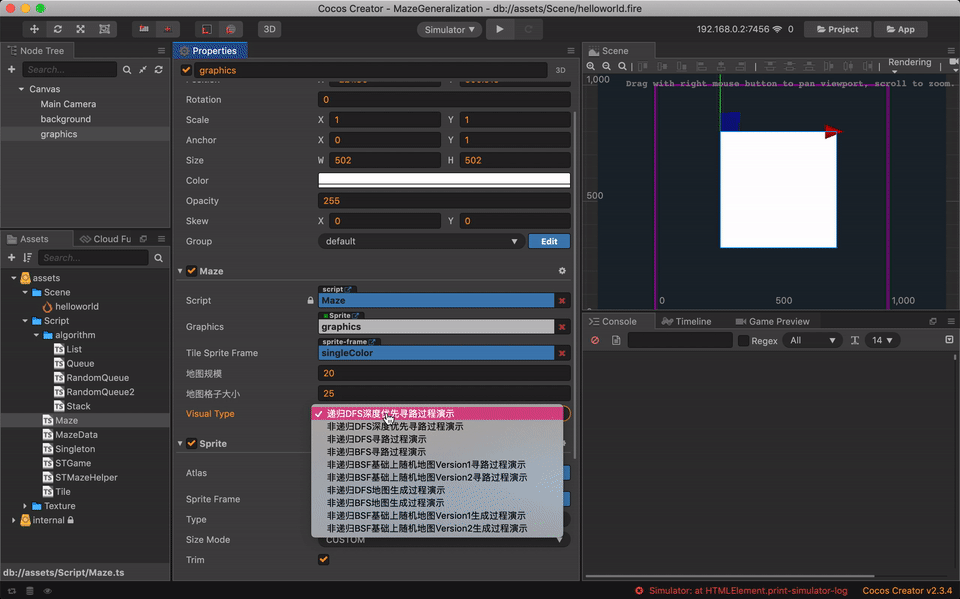 Cocos Creator - MazeGeneralization - db://assets/Scene/helloworld.fire
3D
Simulator
192.168.0.2:7456
0
Project
App
Node Tree
Search...
Canvas
Main Camera
background
graphics
Assets
Cloud Fu
Search...
assets
Scene
helloworld
Script
algorithm
TS List
TS Queue
TS RandomQueue
TS RandomQueue2
TS Stack
TS Maze
TS MazeData
TS Singleton
TS STGame
TS STMazeHelper
TS Tile
Texture
internal
db://assets/Script/Maze.ts
Properties
graphics
3D
Rotation
0
Scale
X 1
Y 1
Anchor
X 0
Y 1
Size
W 502
H 502
Color
Opacity
255
Skew
X 0
Y 0
Group
default
Edit
Maze
script
Script
Maze
Sprite
Graphics
graphics
sprite-frame
Tile Sprite Frame
singleColor
地图规模
20
地图格子大小
25
Visual Type
递归DFS深度优先寻路过程演示
非递归DFS深度优先寻路过程演示
非递归DFS寻路过程演示
非递归BFS寻路过程演示
非递归BSF基础上随机地图Version1寻路过程演示
非递归BSF基础上随机地图Version2寻路过程演示
非递归DFS地图生成过程演示
非递归BFS地图生成过程演示
非递归BSF基础上随机地图Version1生成过程演示
非递归BSF基础上随机地图Version2生成过程演示
Sprite
Atlas
Sprite Frame
Type
Size Mode
CUSTOM
Trim
Scene
Rendering
Drag with right mouse button to pan viewport, scroll to zoom.
1,000
500
0
500
1,000
Console
Timeline
Game Preview
Regex
All
14
Simulator: at HTMLElement.print-simulator-log
Cocos Creator v2.3.4